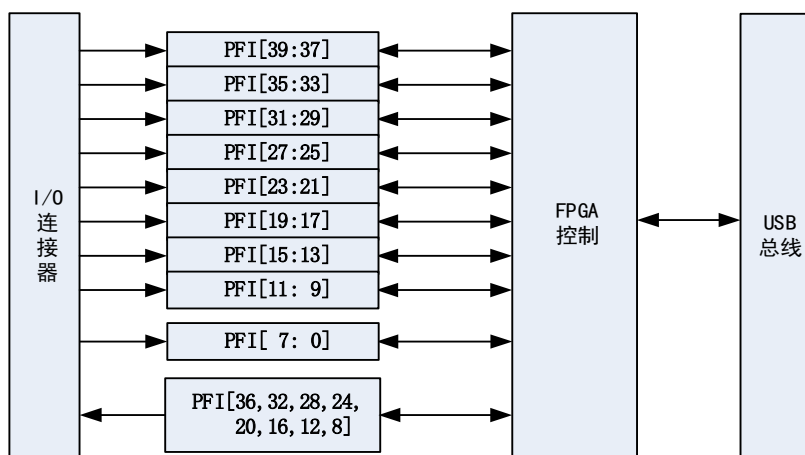 I/O
连
接
器
PFI[39:37]
PFI[35:33]
PFI[31:29]
PFI[27:25]
PFI[23:21]
PFI[19:17]
PFI[15:13]
PFI[11: 9]
PFI[ 7: 0]
PFI[36,32,28,24,
20,16,12,8]
FPGA
控制
USB
总线